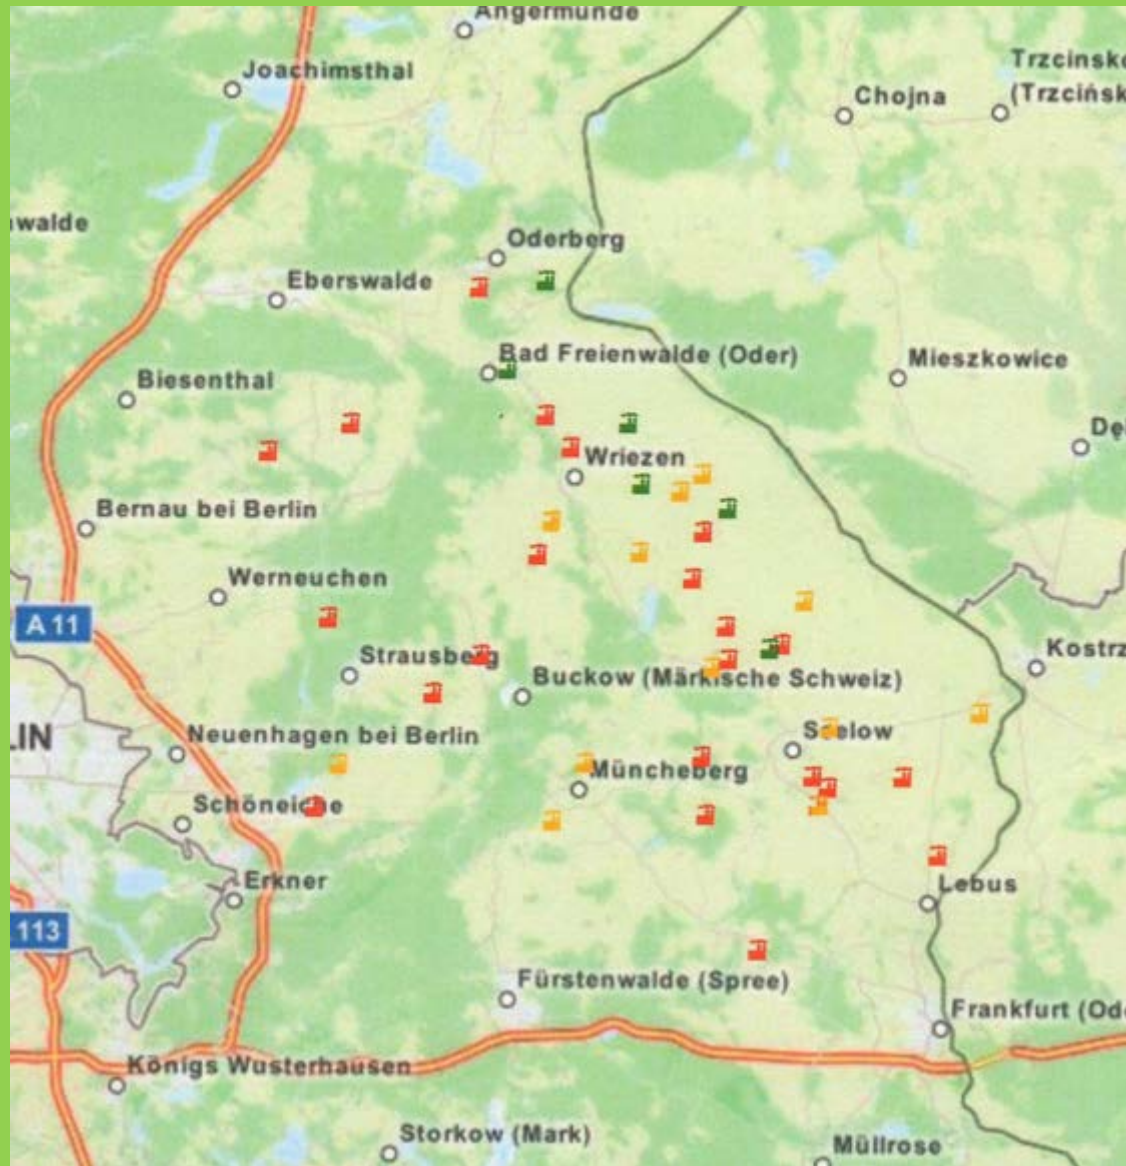 Angermünde
Joachimsthal
Trzcinsko
(Trzcińsk
Chojna
walde
Oderberg
Eberswalde
Bad Freienwalde (Oder)
Mieszkowice
Biesenthal
Wriezen
Bernau bei Berlin
Werneuchen
A 11
Strausberg
Kostrz
Buckow (Märkische Schweiz)
LIN
Neuenhagen bei Berlin
Seelow
Müncheberg
Schöneiche
Erkner
Lebus
113
Fürstenwalde (Spree)
Frankfurt (Ode
Königs Wusterhausen
Storkow (Mark)
Müllrose